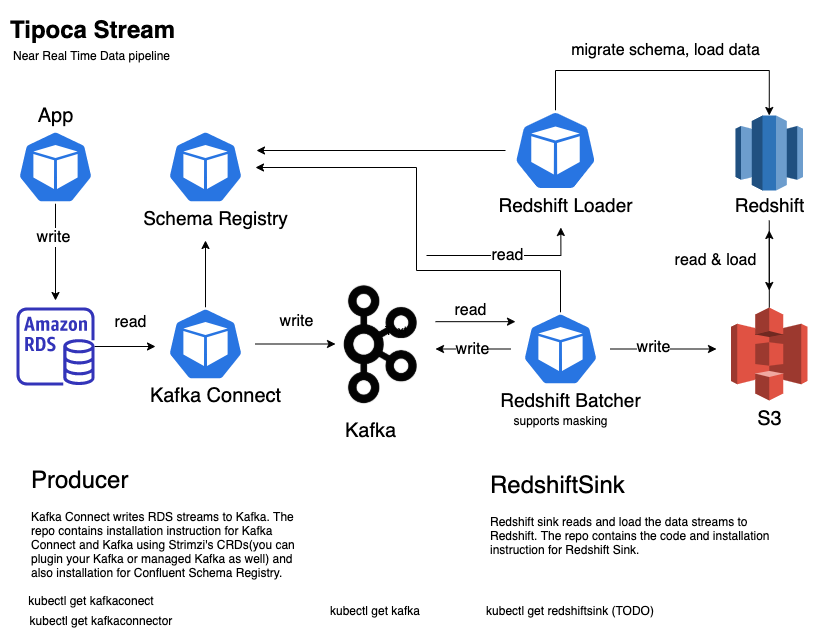 Tipoca Stream
Near Real Time Data pipeline
migrate schema, load data
App
Schema Registry
Redshift Loader
Redshift
write
read
read & load
Amazon
RDS
read
write
read
write
write
Kafka Connect
Kafka
Redshift Batcher
supports masking
S3
Producer
Kafka Connect writes RDS streams to Kafka. The
repo contains installation instruction for Kafka
Connect and Kafka using Strimzi's CRDs(you can
plugin your Kafka or managed Kafka as well) and
also installation for Confluent Schema Registry.
kubectl get kafkaconect
kubectl get kafkaconnector
kubectl get kafka
RedshiftSink
Redshift sink reads and load the data streams to
Redshift. The repo contains the code and installation
instruction for Redshift Sink.
kubectl get redshiftsink (TODO)